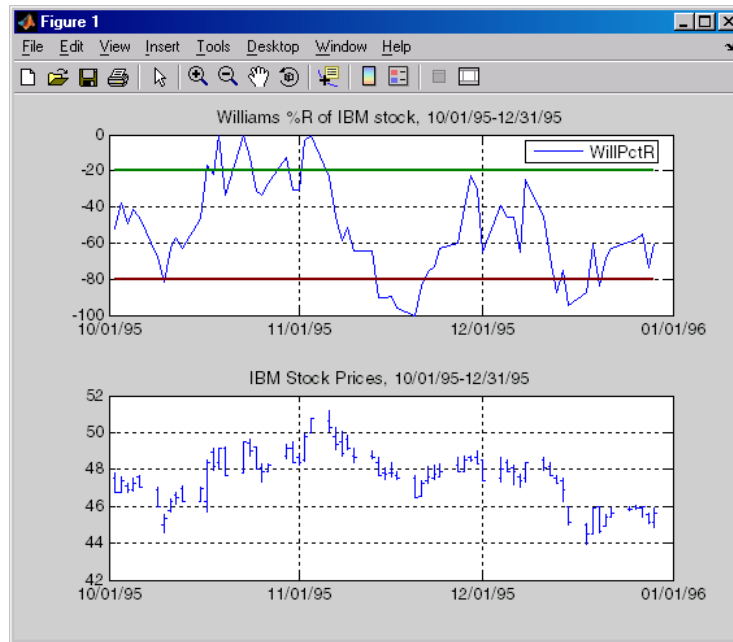 Figure 1
File Edit View Insert Tools Desktop Window Help
Williams %R of IBM stock, 10/01/95-12/31/95
0
-20
-40
-60
-80
-100
WillPctR
10/01/95 11/01/95 12/01/95 01/01/96
IBM Stock Prices, 10/01/95-12/31/95
52
50
48
46
44
42
10/01/95 11/01/95 12/01/95 01/01/96